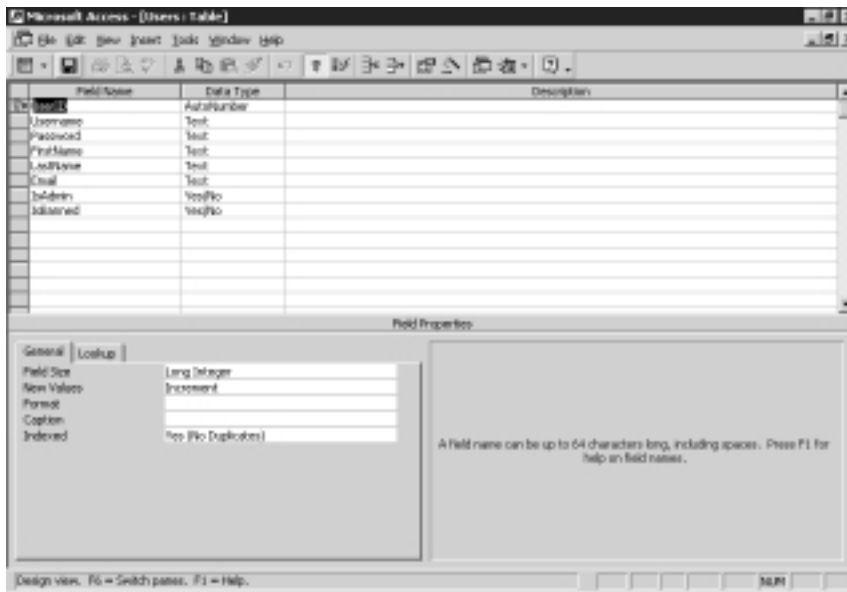 Microsoft Access - [Users : Table]
File Edit View Insert Tools Window Help
Field Name Data Type Description
UserID AutoNumber
Username Text
Password Text
FirstName Text
LastName Text
Email Text
IsAdmin Yes/No
IsBanned Yes/No
Field Properties
General Lookup
Field Size Long Integer
New Values Increment
Format
Caption
Indexed Yes (No Duplicates)
A field name can be up to 64 characters long, including spaces. Press F1 for
help on field names.
Design view. F6 = Switch panes. F1 = Help.
NUM